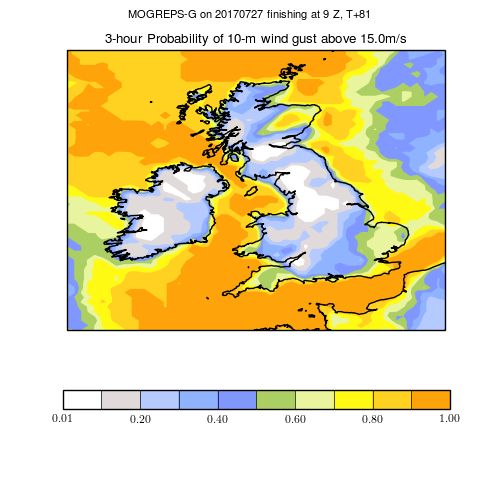 MOGREPS-G on 20170727 finishing at 9 Z, T+81
3-hour Probability of 10-m wind gust above 15.0m/s
0.01 0.20 0.40 0.60 0.80 1.00